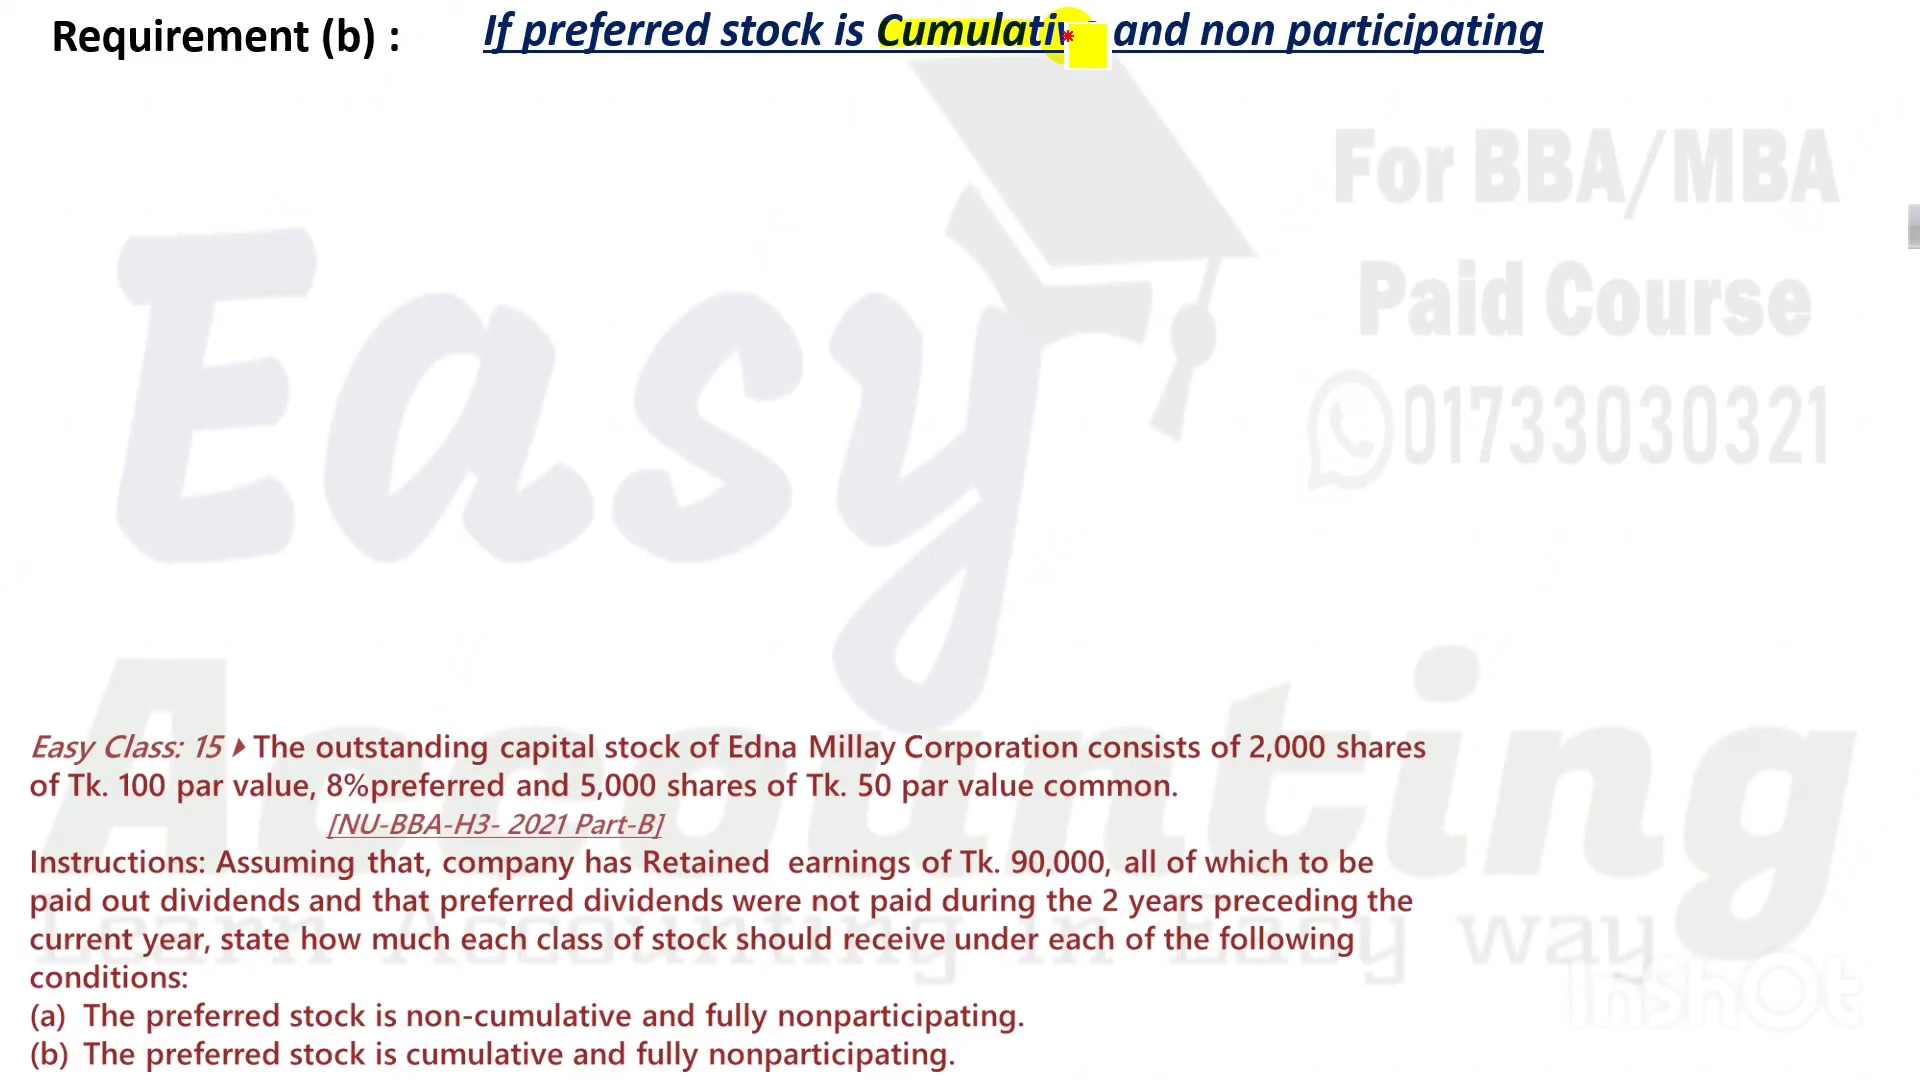 Requirement (b) : If preferred stock is Cumulative and non participating
For BBA/MBA
Paid Course
01733030321
Easy
Accounting
Learn Accounting in Easy way
Easy Class: 15 ▸ The outstanding capital stock of Edna Millay Corporation consists of 2,000 shares
of Tk. 100 par value, 8%preferred and 5,000 shares of Tk. 50 par value common.
[NU-BBA-H3- 2021 Part-B]
Instructions: Assuming that, company has Retained earnings of Tk. 90,000, all of which to be
paid out dividends and that preferred dividends were not paid during the 2 years preceding the
current year, state how much each class of stock should receive under each of the following
conditions:
(a) The preferred stock is non-cumulative and fully nonparticipating.
(b) The preferred stock is cumulative and fully nonparticipating.
InShOt